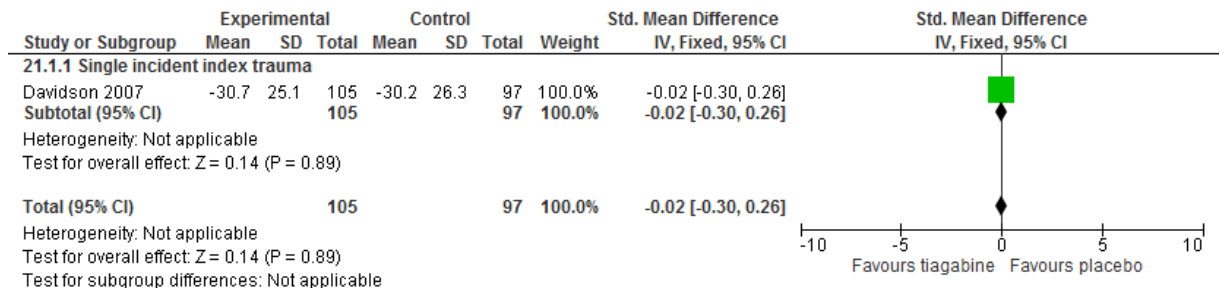 Experimental Control Std. Mean Difference Std. Mean Difference
Study or Subgroup Mean SD Total Mean SD Total Weight IV, Fixed, 95% CI IV, Fixed, 95% CI
21.1.1 Single incident index trauma
Davidson 2007 -30.7 25.1 105 -30.2 26.3 97 100.0% -0.02 [-0.30, 0.26]
Subtotal (95% CI) 105 97 100.0% -0.02 [-0.30, 0.26]
Heterogeneity: Not applicable
Test for overall effect: Z = 0.14 (P = 0.89)
Total (95% CI) 105 97 100.0% -0.02 [-0.30, 0.26]
Heterogeneity: Not applicable
Test for overall effect: Z = 0.14 (P = 0.89)
Test for subgroup differences: Not applicable
-10 -5 0 5 10
Favours tiagabine Favours placebo